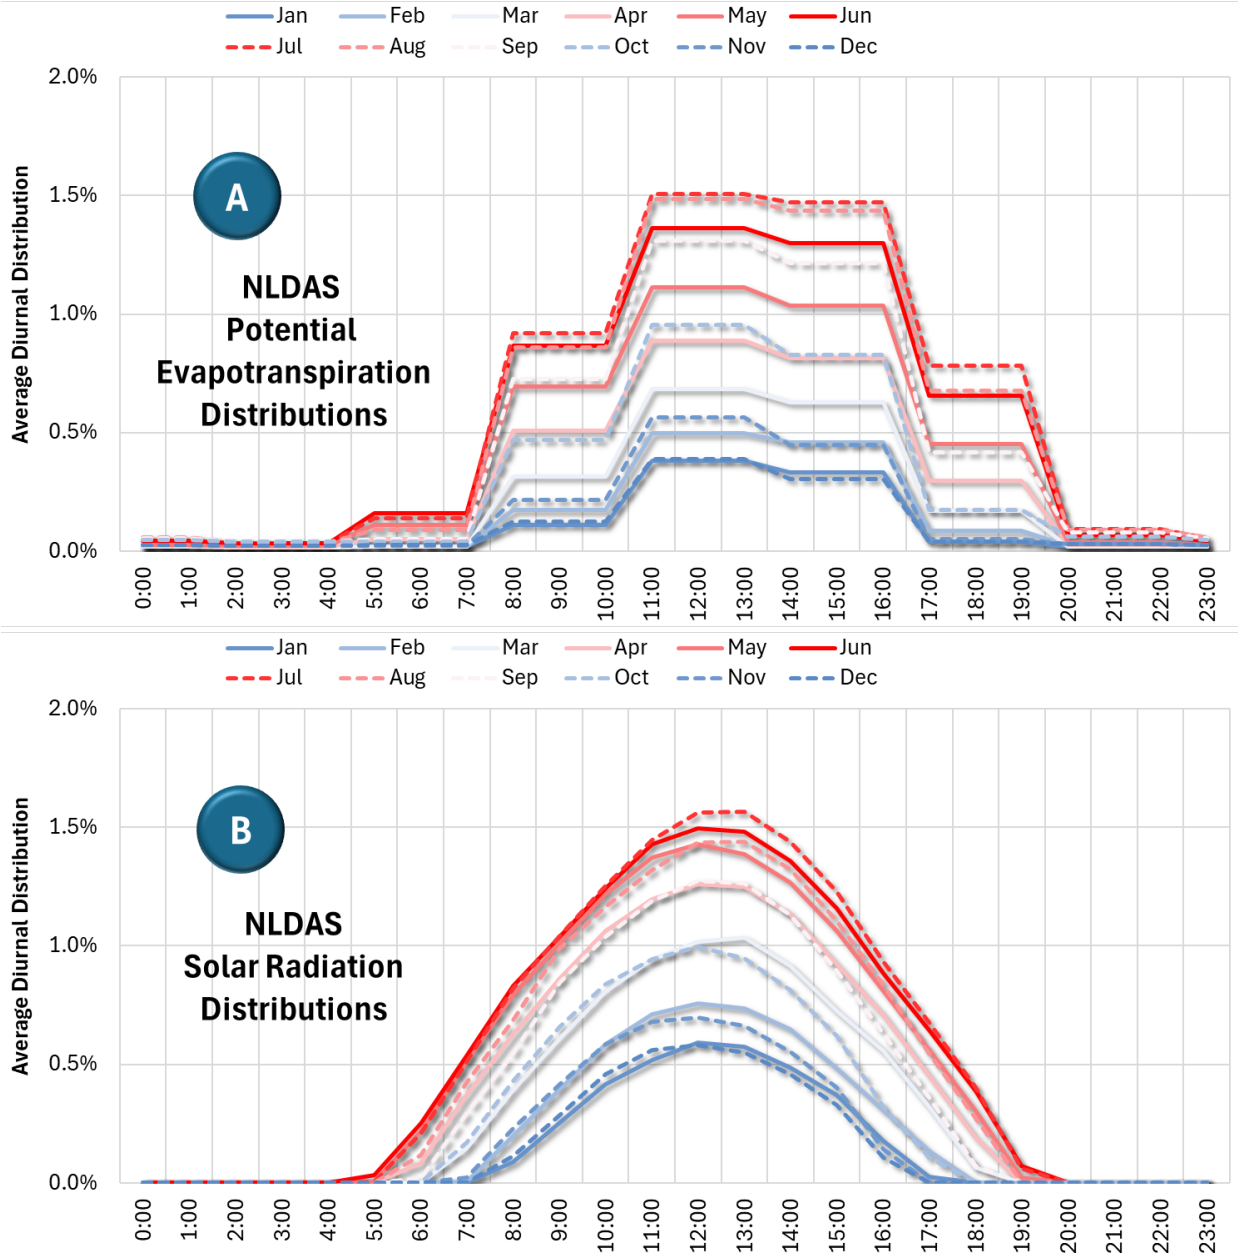 Jan Feb Mar Apr May Jun
Jul Aug Sep Oct Nov Dec
2.0%
1.5%
1.0%
0.5%
0.0%
Average Diurnal Distribution
A
NLDAS
Potential
Evapotranspiration
Distributions
0:00 1:00 2:00 3:00 4:00 5:00 6:00 7:00 8:00 9:00 10:00 11:00 12:00 13:00 14:00 15:00 16:00 17:00 18:00 19:00 20:00 21:00 22:00 23:00
Jan Feb Mar Apr May Jun
Jul Aug Sep Oct Nov Dec
2.0%
1.5%
1.0%
0.5%
0.0%
Average Diurnal Distribution
B
NLDAS
Solar Radiation
Distributions
0:00 1:00 2:00 3:00 4:00 5:00 6:00 7:00 8:00 9:00 10:00 11:00 12:00 13:00 14:00 15:00 16:00 17:00 18:00 19:00 20:00 21:00 22:00 23:00